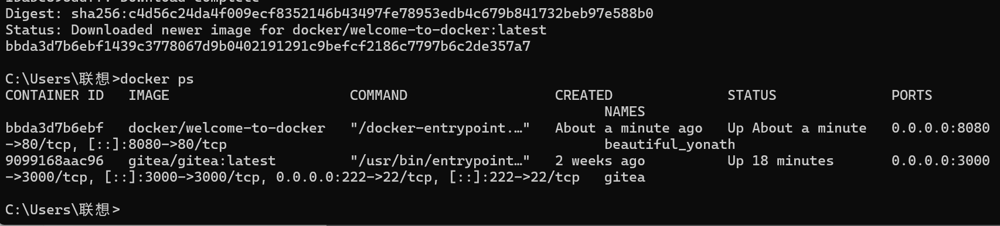 Digest: sha256:c4d56c24da4f009ecf8352146b43497fe78953edb4c679b841732beb97e588b0
Status: Downloaded newer image for docker/welcome-to-docker:latest
bbda3d7b6ebf1439c3778067d9b0402191291c9befcf2186c7797b6c2de357a7
C:\Users\联想>docker ps
CONTAINER ID   IMAGE                      COMMAND                  CREATED              STATUS              PORTS
NAMES
bbda3d7b6ebf   docker/welcome-to-docker   "/docker-entrypoint.…"   About a minute ago   Up About a minute   0.0.0.0:8080
->80/tcp, [::]:8080->80/tcp                                              beautiful_yonath
9099168aac96   gitea/gitea:latest         "/usr/bin/entrypoint…"   2 weeks ago          Up 18 minutes       0.0.0.0:3000
->3000/tcp, [::]:3000->3000/tcp, 0.0.0.0:222->22/tcp, [::]:222->22/tcp   gitea
C:\Users\联想>